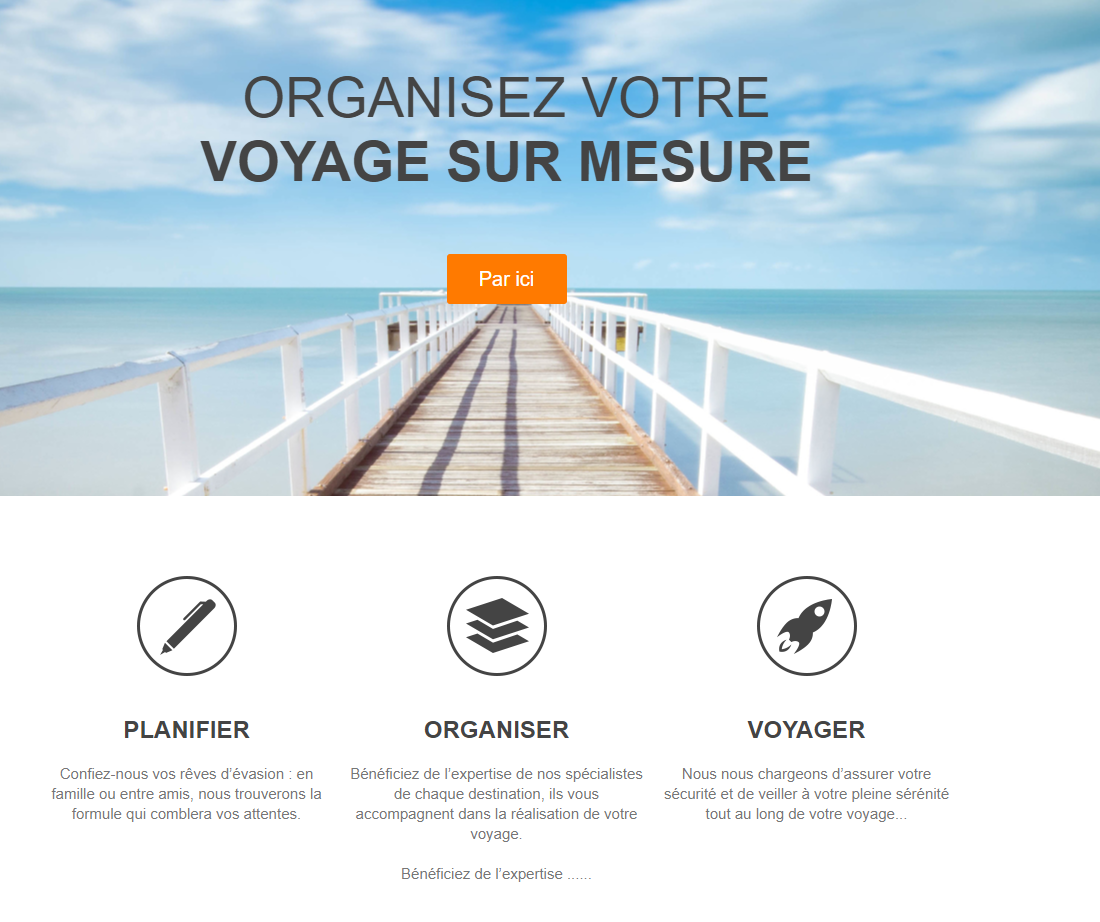 ORGANISEZ VOTRE
VOYAGE SUR MESURE
Par ici
PLANIFIER
Confiez-nous vos rêves d’évasion : en
famille ou entre amis, nous trouverons la
formule qui comblera vos attentes.
ORGANISER
Bénéficiez de l’expertise de nos spécialistes
de chaque destination, ils vous
accompagnent dans la réalisation de votre
voyage.
Bénéficiez de l’expertise ......
VOYAGER
Nous nous chargeons d’assurer votre
sécurité et de veiller à votre pleine sérénité
tout au long de votre voyage...